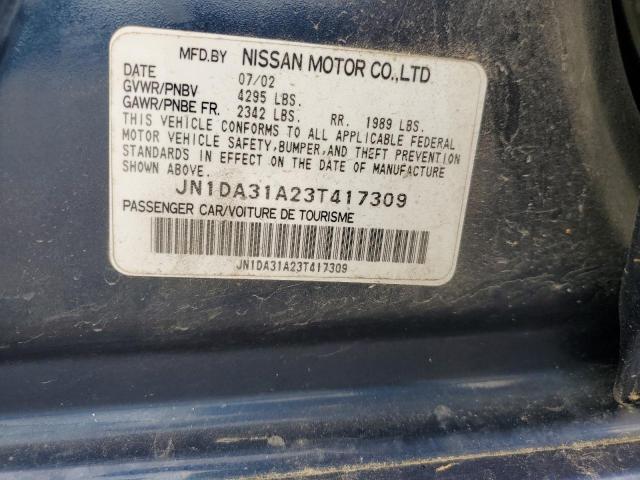 MFD.BY NISSAN MOTOR CO.,LTD
DATE 07/02
GVWR/PNBV 4295 LBS.
GAWR/PNBE FR. 2342 LBS. RR. 1989 LBS.
THIS VEHICLE CONFORMS TO ALL APPLICABLE FEDERAL
MOTOR VEHICLE SAFETY, BUMPER, AND THEFT PREVENTION
STANDARDS IN EFFECT ON THE DATE OF MANUFACTURE
SHOWN ABOVE.
JN1DA31A23T417309
PASSENGER CAR/VOITURE DE TOURISME
JN1DA31A23T417309